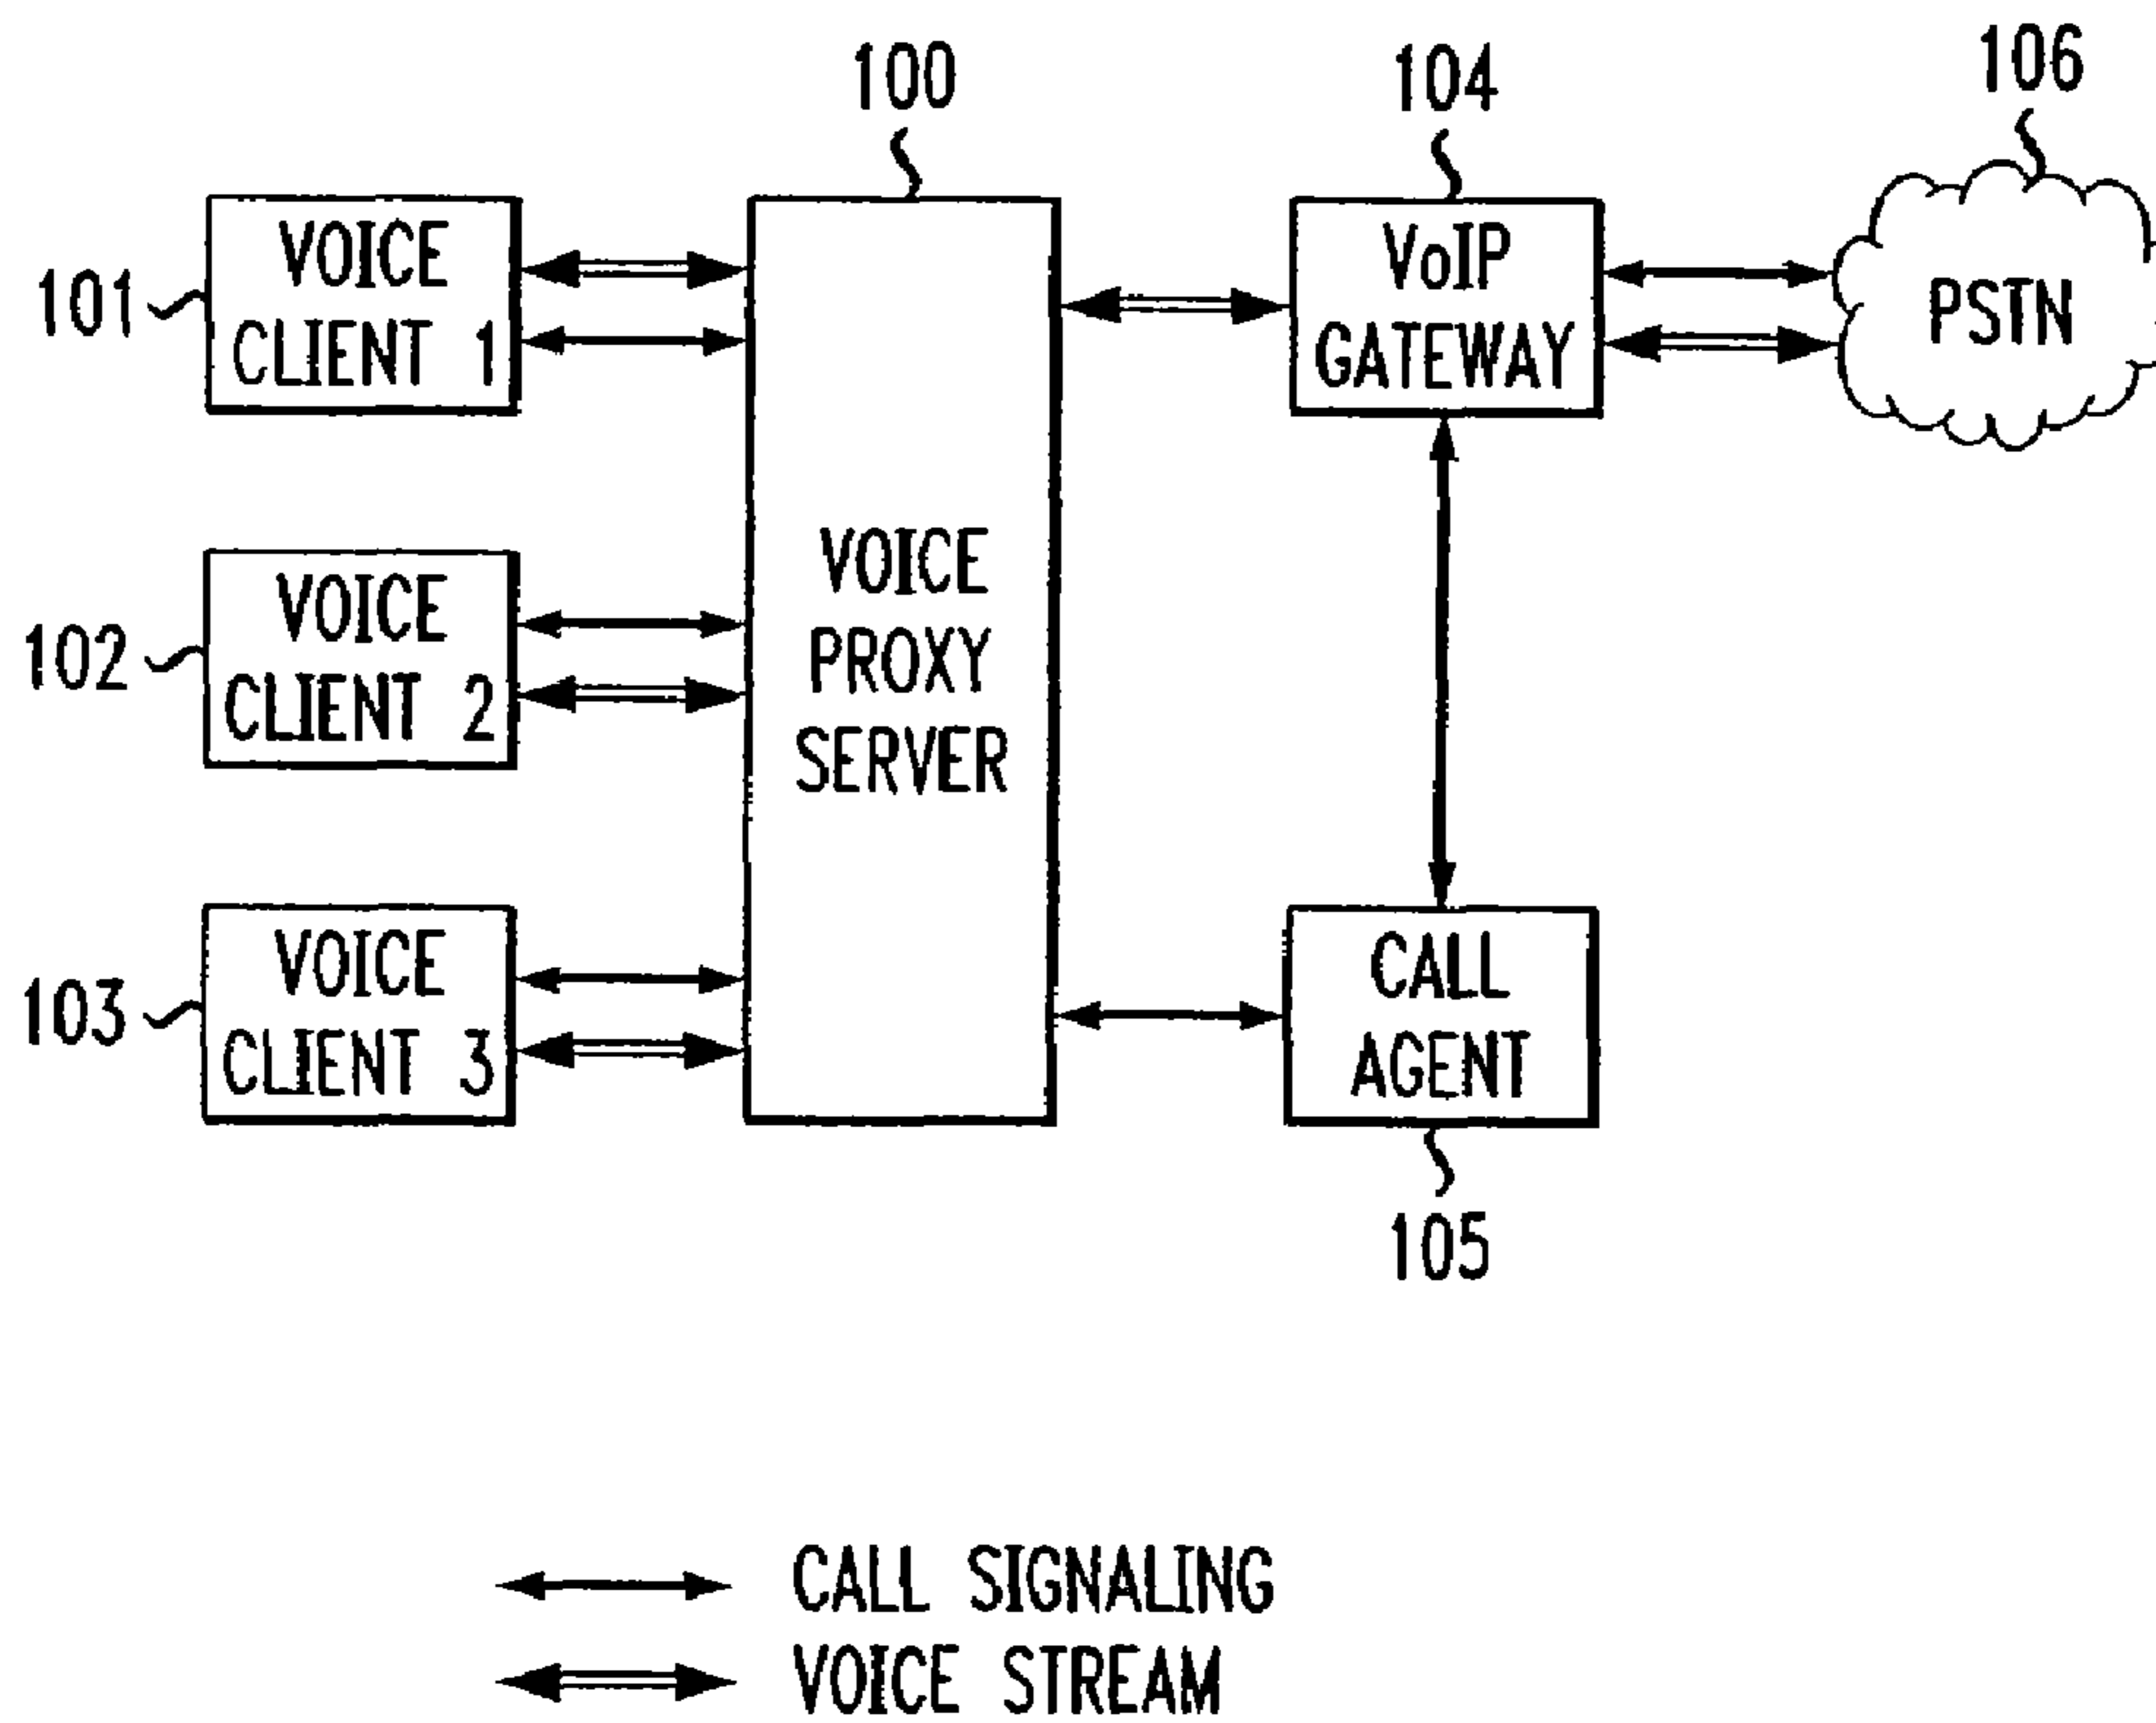 100
104
106
101
VOICE
CLIENT 1
VoIP
GATEWAY
PSTN
102
VOICE
CLIENT 2
VOICE
PROXY
SERVER
103
VOICE
CLIENT 3
CALL
AGENT
105
CALL SIGNALING
VOICE STREAM